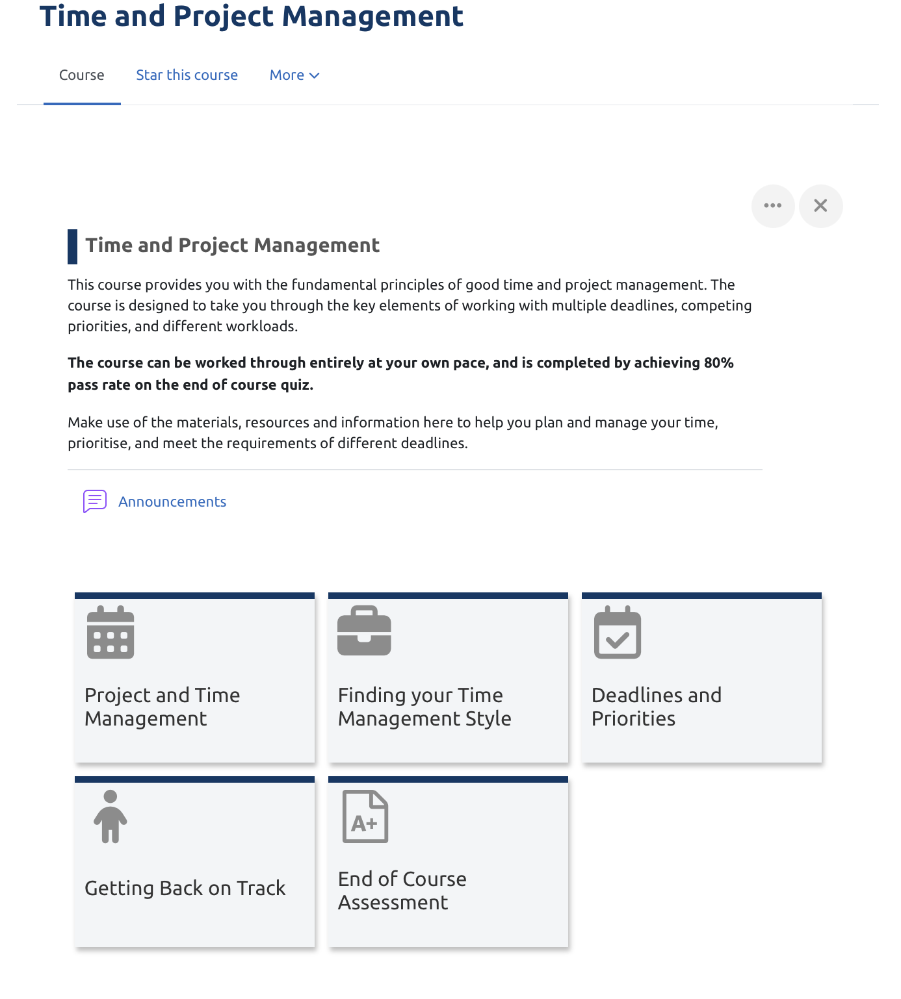 Time and Project Management
Course Star this course More
Time and Project Management
This course provides you with the fundamental principles of good time and project management. The
course is designed to take you through the key elements of working with multiple deadlines, competing
priorities, and different workloads.
The course can be worked through entirely at your own pace, and is completed by achieving 80%
pass rate on the end of course quiz.
Make use of the materials, resources and information here to help you plan and manage your time,
prioritise, and meet the requirements of different deadlines.
Announcements
Project and Time
Management
Finding your Time
Management Style
Deadlines and
Priorities
Getting Back on Track
A+
End of Course
Assessment